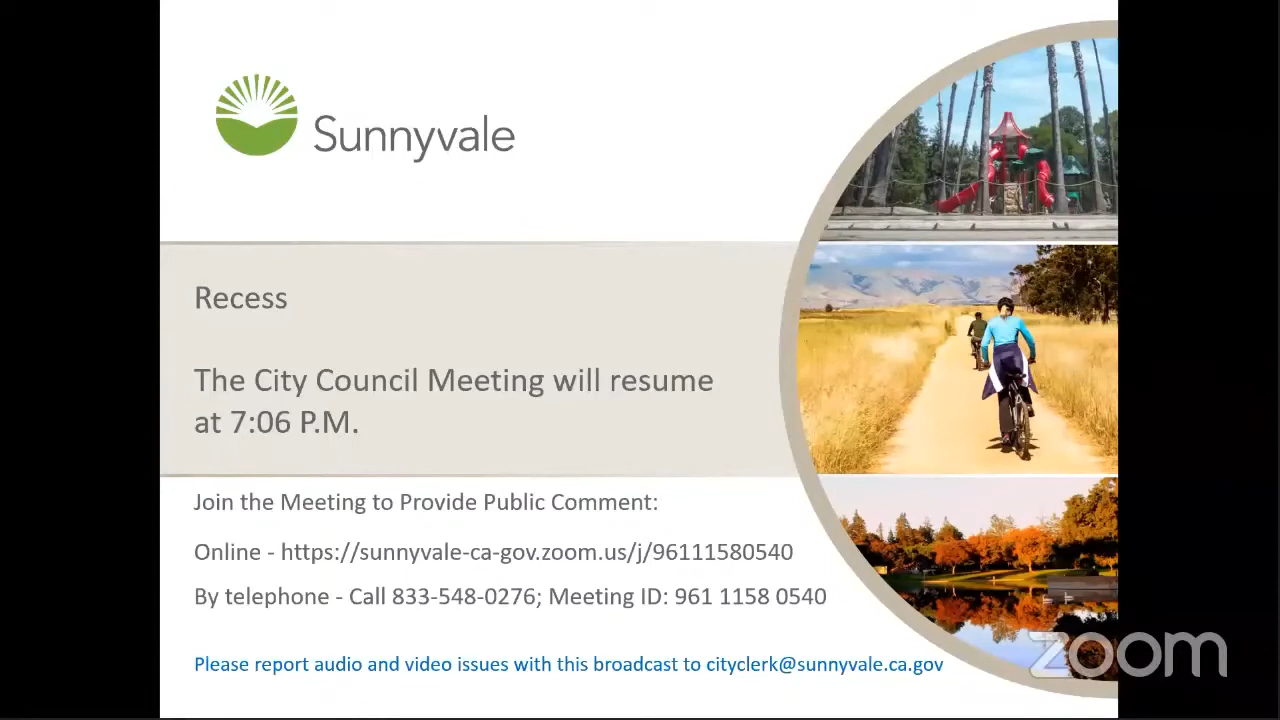 Sunnyvale
Recess
The City Council Meeting will resume
at 7:06 P.M.
Join the Meeting to Provide Public Comment:
Online - https://sunnyvale-ca-gov.zoom.us/j/96111580540
By telephone - Call 833-548-0276; Meeting ID: 961 1158 0540
Please report audio and video issues with this broadcast to cityclerk@sunnyvale.ca.gov
zoom